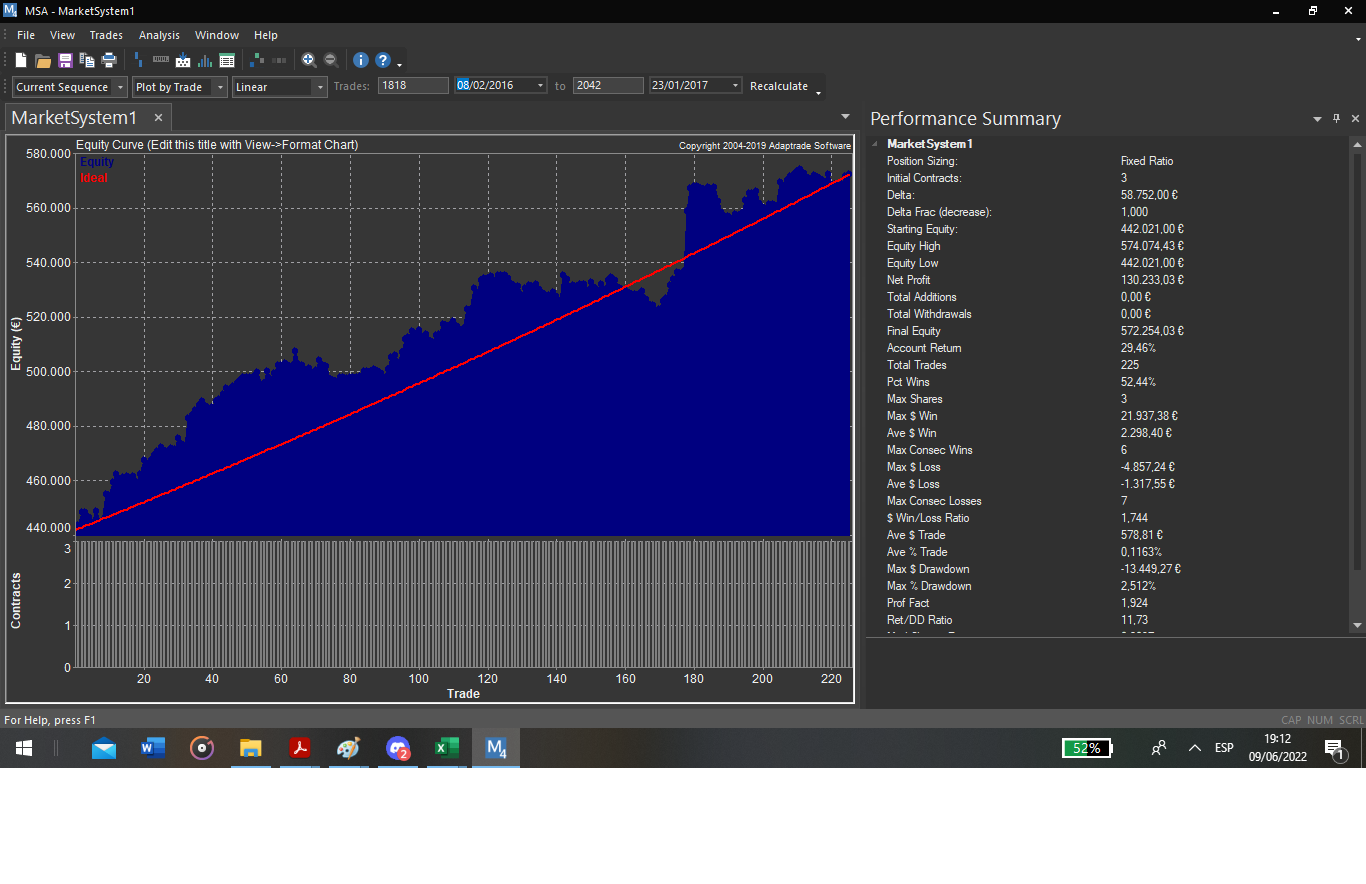 MSA - MarketSystem1
File View Trades Analysis Window Help
Current Sequence Plot by Trade Linear Trades: 1818 08/02/2016 to 2042 23/01/2017 Recalculate
MarketSystem1
Equity Curve (Edit this title with View->Format Chart) Copyright 2004-2019 Adaptrade Software
Equity
Ideal
580.000
560.000
540.000
520.000
500.000
480.000
460.000
440.000
Equity (€)
3
2
1
0
Contracts
20 40 60 80 100 120 140 160 180 200 220
Trade
Performance Summary
MarketSystem1
Position Sizing: Fixed Ratio
Initial Contracts: 3
Delta: 58.752,00 €
Delta Frac (decrease): 1,000
Starting Equity: 442.021,00 €
Equity High 574.074,43 €
Equity Low 442.021,00 €
Net Profit 130.233,03 €
Total Additions 0,00 €
Total Withdrawals 0,00 €
Final Equity 572.254,03 €
Account Return 29,46%
Total Trades 225
Pct Wins 52,44%
Max Shares 3
Max $ Win 21.937,38 €
Ave $ Win 2.298,40 €
Max Consec Wins 6
Max $ Loss -4.857,24 €
Ave $ Loss -1.317,55 €
Max Consec Losses 7
$ Win/Loss Ratio 1,744
Ave $ Trade 578,81 €
Ave % Trade 0,1163%
Max $ Drawdown -13.449,27 €
Max % Drawdown 2,512%
Prof Fact 1,924
Ret/DD Ratio 11,73
For Help, press F1 CAP NUM SCRL
52% ESP 19:12
09/06/2022
2
1